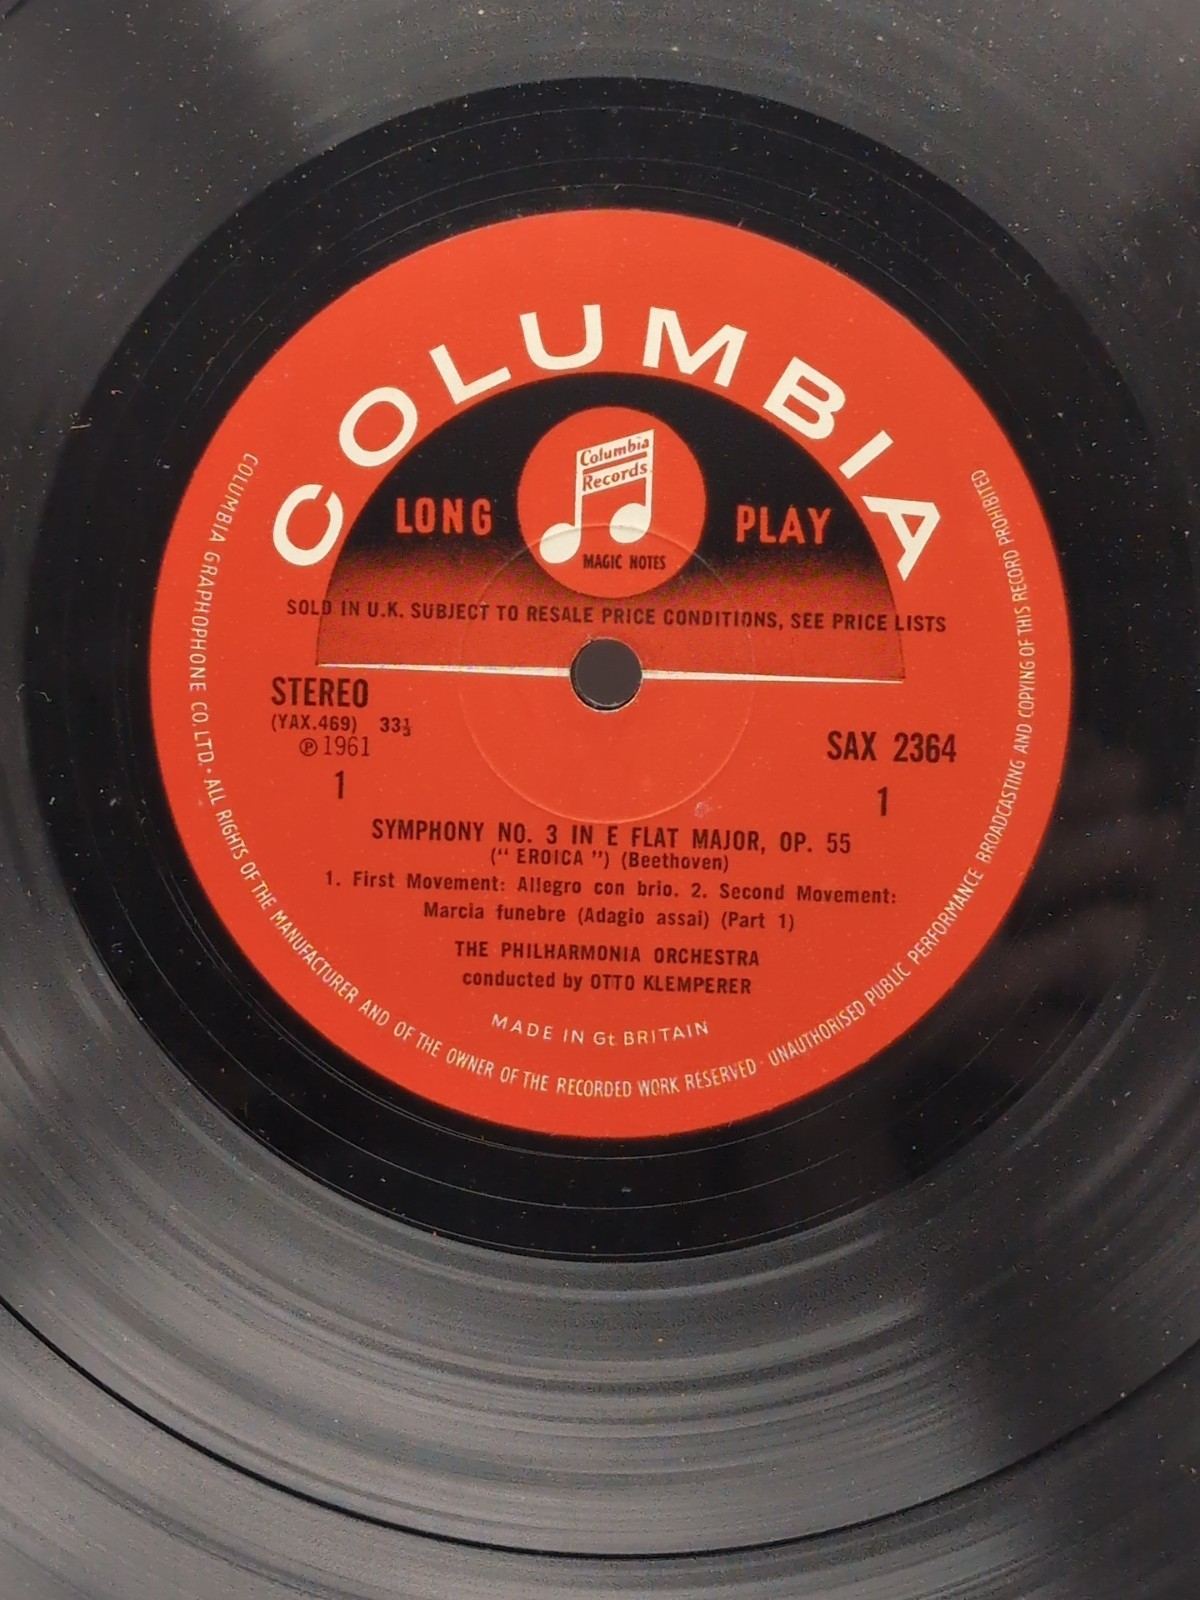 COLUMBIA
Columbia
Records
LONG PLAY
MAGIC NOTES
SOLD IN U.K. SUBJECT TO RESALE PRICE CONDITIONS, SEE PRICE LISTS
STEREO
(YAX.469) 33⅓
℗1961
SAX 2364
1
1
SYMPHONY NO. 3 IN E FLAT MAJOR, OP. 55
(“ EROICA ”) (Beethoven)
1. First Movement: Allegro con brio. 2. Second Movement:
Marcia funebre (Adagio assai) (Part 1)
THE PHILHARMONIA ORCHESTRA
conducted by OTTO KLEMPERER
MADE IN Gt BRITAIN
COLUMBIA GRAPHOPHONE CO. LTD. · ALL RIGHTS OF THE MANUFACTURER AND OF THE OWNER OF THE RECORDED WORK RESERVED · UNAUTHORISED PUBLIC PERFORMANCE BROADCASTING AND COPYING OF THIS RECORD PROHIBITED